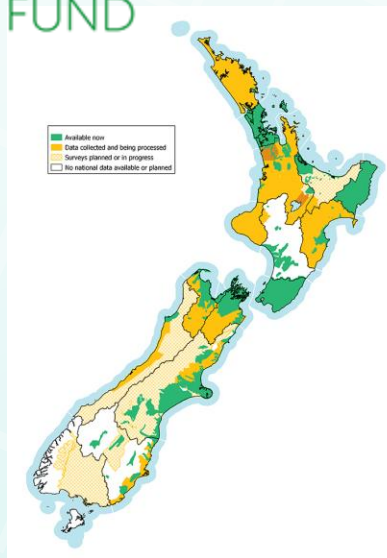 FUND
Available now
Data collected and being processed
Surveys planned or in progress
No national data available or planned